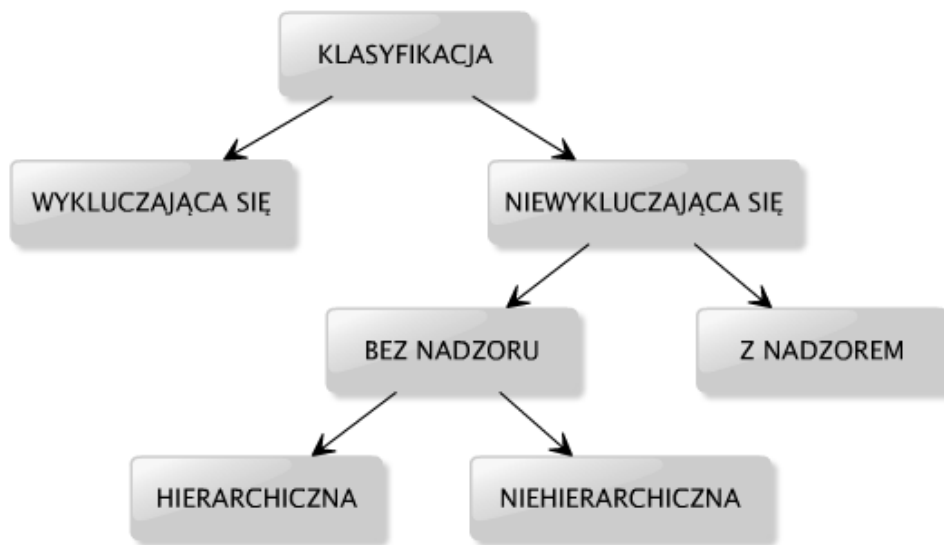 KLASYFIKACJA
WYKLUCZAJĄCA SIĘ
NIEWYKLUCZAJĄCA SIĘ
BEZ NADZORU
Z NADZOREM
HIERARCHICZNA
NIEHIERARCHICZNA